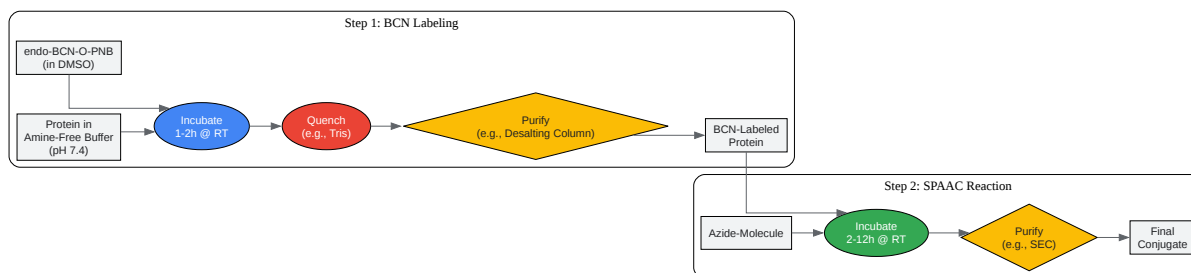 Step 1: BCN Labeling
endo-BCN-O-PNB
(in DMSO)
Protein in
Amine-Free Buffer
(pH 7.4)
Incubate
1-2h @ RT
Quench
(e.g., Tris)
Purify
(e.g., Desalting Column)
BCN-Labeled
Protein
Step 2: SPAAC Reaction
Azide-Molecule
Incubate
2-12h @ RT
Purify
(e.g., SEC)
Final
Conjugate